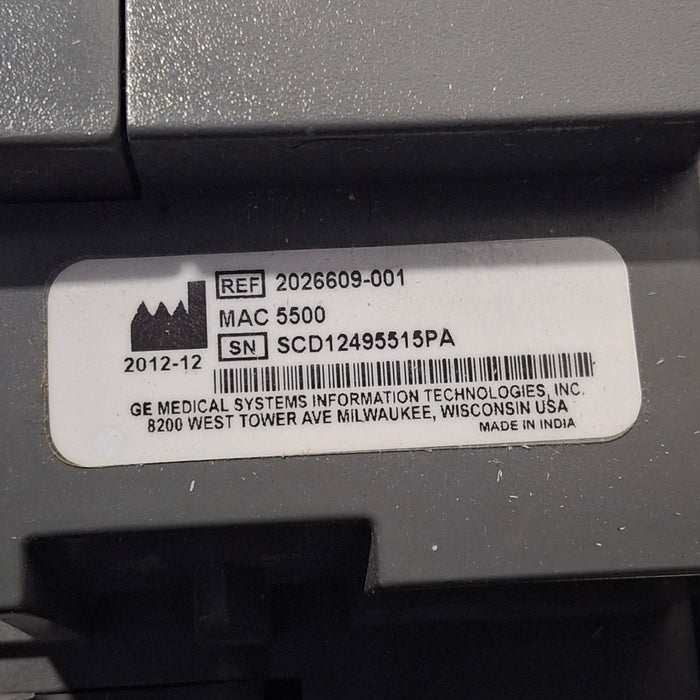 REF 2026609-001
MAC 5500
SN SCD12495515PA
2012-12
GE MEDICAL SYSTEMS INFORMATION TECHNOLOGIES, INC.
8200 WEST TOWER AVE MILWAUKEE, WISCONSIN USA
MADE IN INDIA